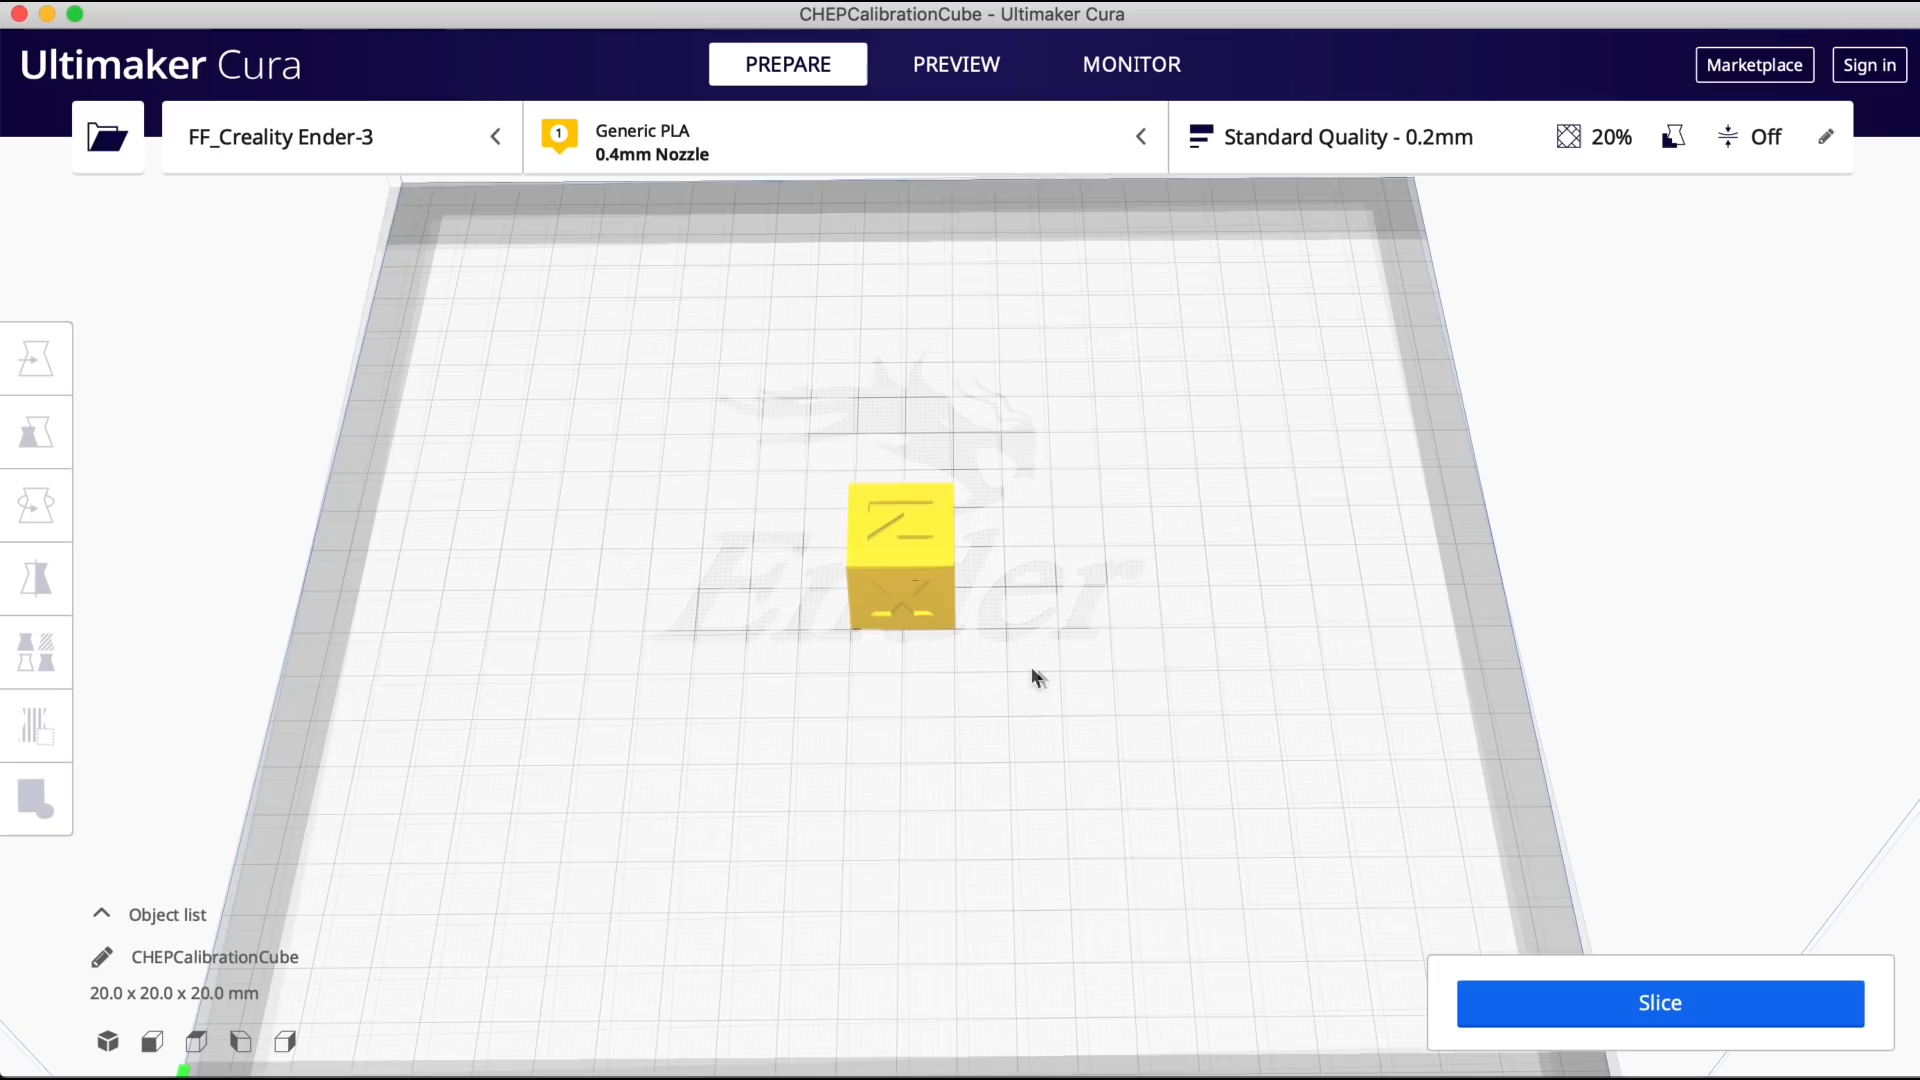 CHEPCalibrationCube - Ultimaker Cura
Ultimaker Cura
PREPARE
PREVIEW
MONITOR
Marketplace
Sign in
FF_Creality Ender-3
1
Generic PLA
0.4mm Nozzle
Standard Quality - 0.2mm
20%
Off
Z
X
Ender
Object list
CHEPCalibrationCube
20.0 x 20.0 x 20.0 mm
Slice